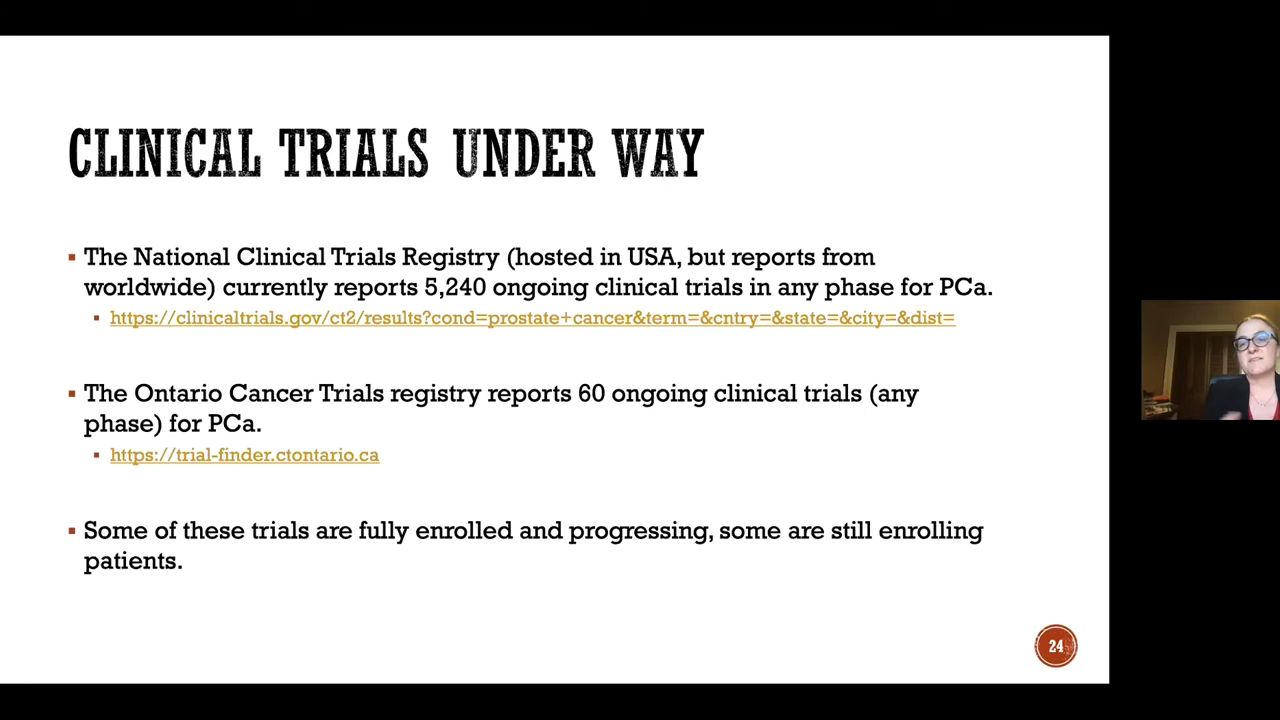 CLINICAL TRIALS UNDER WAY
▪ The National Clinical Trials Registry (hosted in USA, but reports from
worldwide) currently reports 5,240 ongoing clinical trials in any phase for PCa.
▪ https://clinicaltrials.gov/ct2/results?cond=prostate+cancer&term=&cntry=&state=&city=&dist=
▪ The Ontario Cancer Trials registry reports 60 ongoing clinical trials (any
phase) for PCa.
▪ https://trial-finder.ctontario.ca
▪ Some of these trials are fully enrolled and progressing, some are still enrolling
patients.
24